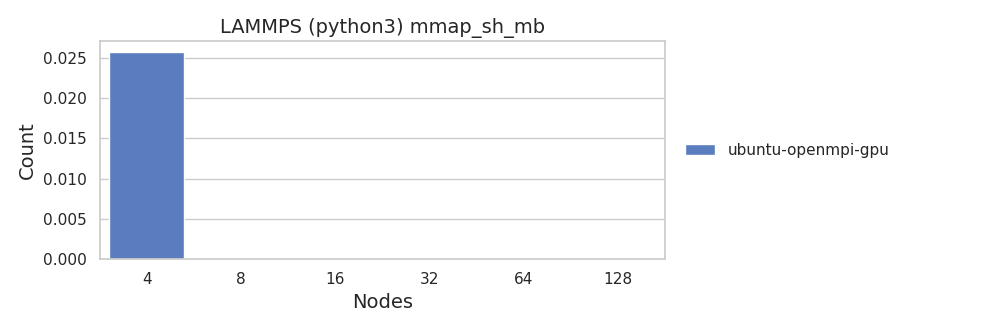 LAMMPS (python3) mmap_sh_mb
Count
0.025
0.020
0.015
0.010
0.005
0.000
4 8 16 32 64 128
Nodes
ubuntu-openmpi-gpu